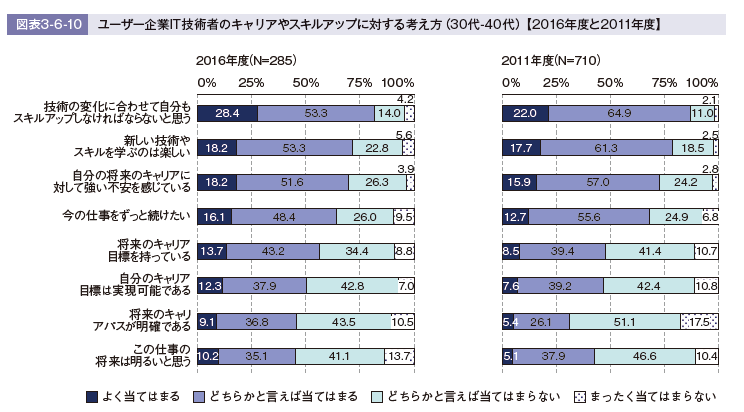 図表3-6-10 ユーザー企業IT技術者のキャリアやスキルアップに対する考え方（30代-40代）【2016年度と2011年度】
2016年度（N=285）
0% 25% 50% 75% 100%
2011年度（N=710）
0% 25% 50% 75% 100%
技術の変化に合わせて自分も
スキルアップしなければならないと思う
28.4 53.3 14.0 4.2
22.0 64.9 11.0 2.1
新しい技術や
スキルを学ぶのは楽しい
18.2 53.3 22.8 5.6
17.7 61.3 18.5 2.5
自分の将来のキャリアに
対して強い不安を感じている
18.2 51.6 26.3 3.9
15.9 57.0 24.2 2.8
今の仕事をずっと続けたい
16.1 48.4 26.0 9.5
12.7 55.6 24.9 6.8
将来のキャリア
目標を持っている
13.7 43.2 34.4 8.8
8.5 39.4 41.4 10.7
自分のキャリア
目標は実現可能である
12.3 37.9 42.8 7.0
7.6 39.2 42.4 10.8
将来のキャリ
アパスが明確である
9.1 36.8 43.5 10.5
5.4 26.1 51.1 17.5
この仕事の
将来は明るいと思う
10.2 35.1 41.1 13.7
5.1 37.9 46.6 10.4
よく当てはまる どちらかと言えば当てはまる どちらかと言えば当てはまらない まったく当てはまらない